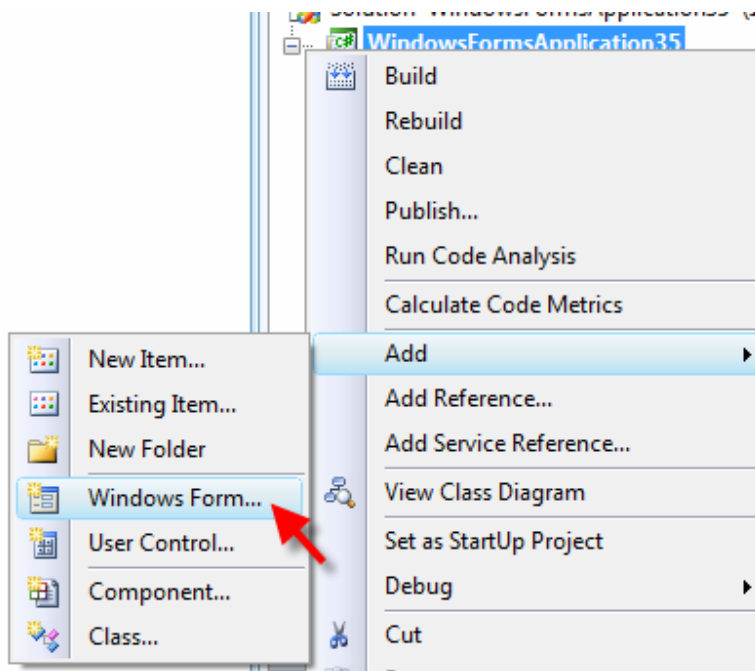 WindowsFormsApplication35
Build
Rebuild
Clean
Publish...
Run Code Analysis
Calculate Code Metrics
Add
Add Reference...
Add Service Reference...
View Class Diagram
Set as StartUp Project
Debug
Cut
New Item...
Existing Item...
New Folder
Windows Form...
User Control...
Component...
Class...